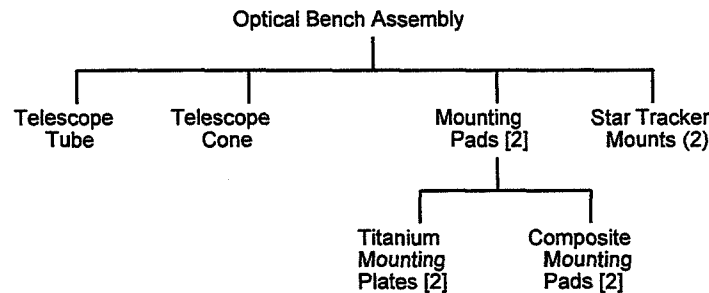 Optical Bench Assembly
Telescope
Tube
Telescope
Cone
Mounting
Pads [2]
Star Tracker
Mounts (2)
Titanium
Mounting
Plates [2]
Composite
Mounting
Pads [2]